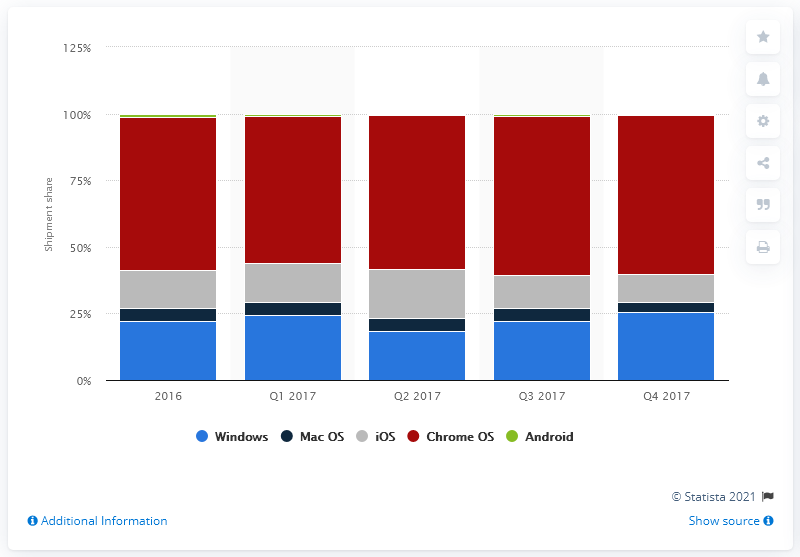 125%
100%
75%
50%
25%
0%
Shipment share
2016 Q1 2017 Q2 2017 Q3 2017 Q4 2017
Windows Mac OS iOS Chrome OS Android
© Statista 2021
Additional Information Show source